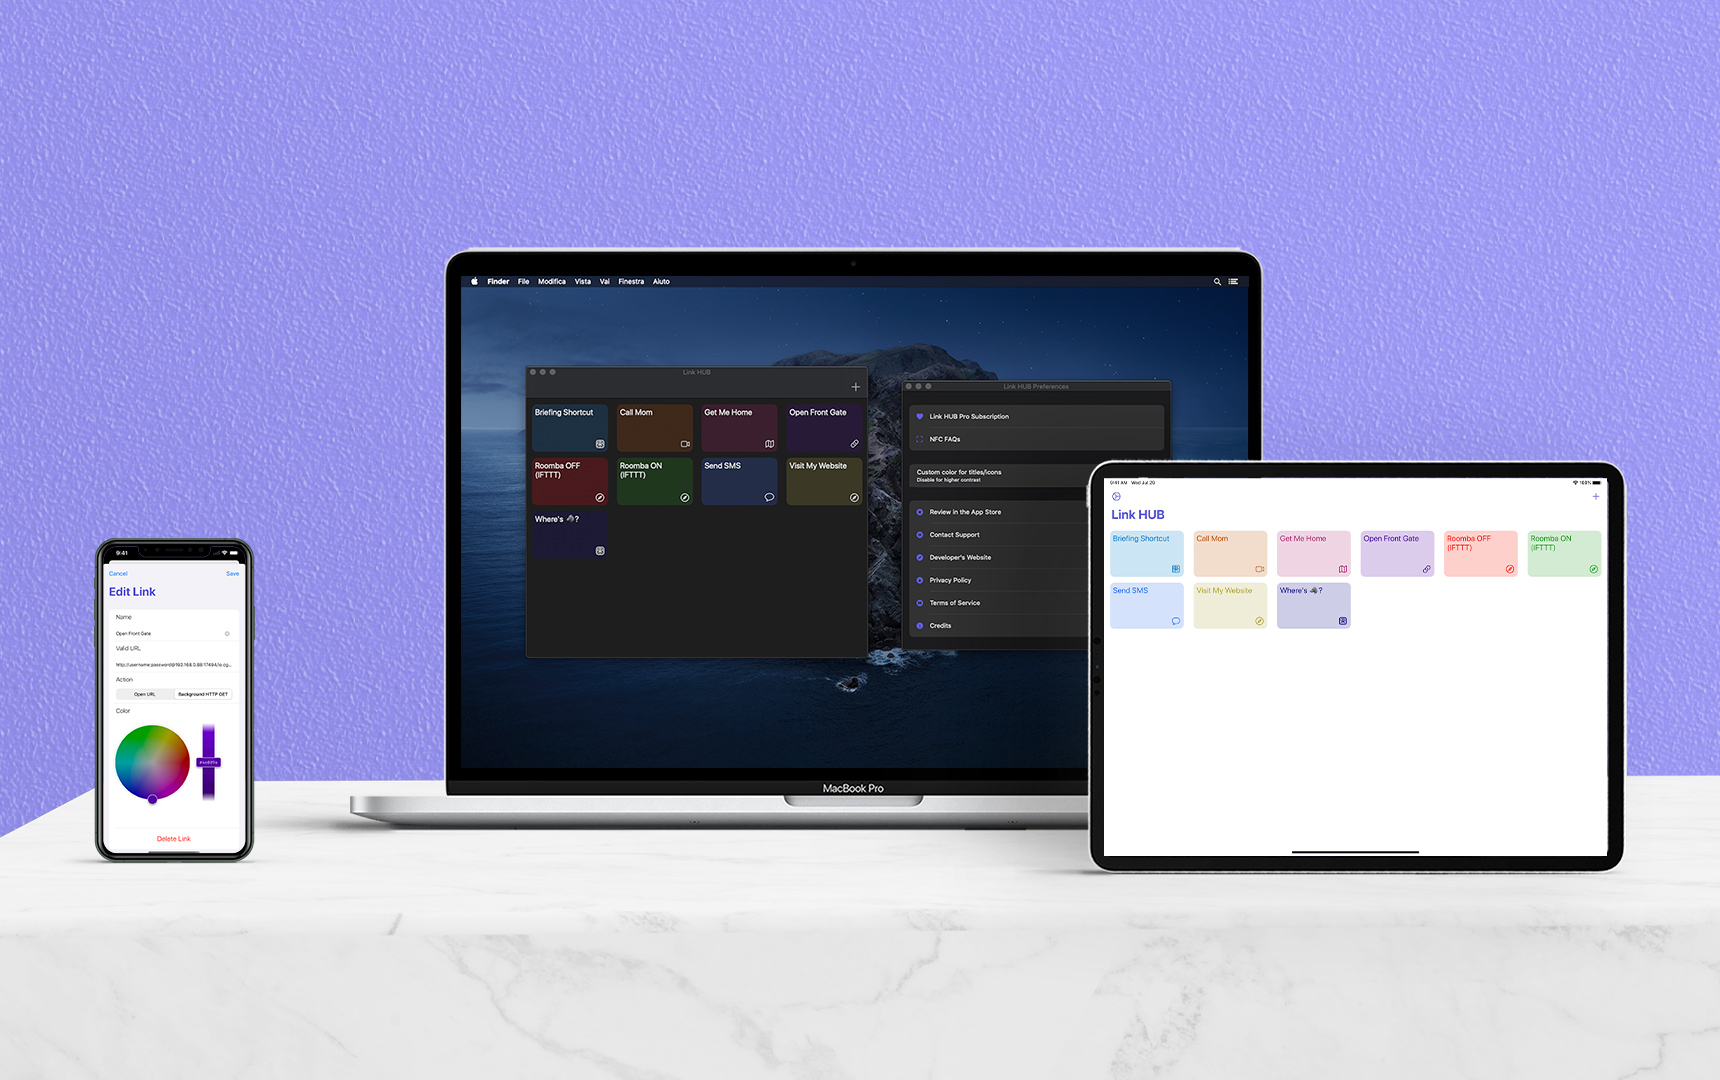 9:41
Cancel
Save
Edit Link
Name
Open Front Gate
Valid URL
http://username:password@192.168.0.88:17494/io.cg...
Action
Open URL
Background HTTP GET
Color
Delete Link
Finder File Modifica Vista Vai Finestra Aiuto
Link HUB
Briefing Shortcut
Call Mom
Get Me Home
Open Front Gate
Roomba OFF
(IFTTT)
Roomba ON
(IFTTT)
Send SMS
Visit My Website
Where's 🦓?
Link HUB Preferences
Link HUB Pro Subscription
NFC FAQs
Custom color for titles/icons
Disable for higher contrast
Review in the App Store
Contact Support
Developer's Website
Privacy Policy
Terms of Service
Credits
MacBook Pro
9:41 AM Wed Jul 29
100%
Link HUB
Briefing Shortcut
Call Mom
Get Me Home
Open Front Gate
Roomba OFF
(IFTTT)
Roomba ON
(IFTTT)
Send SMS
Visit My Website
Where's 🦓?